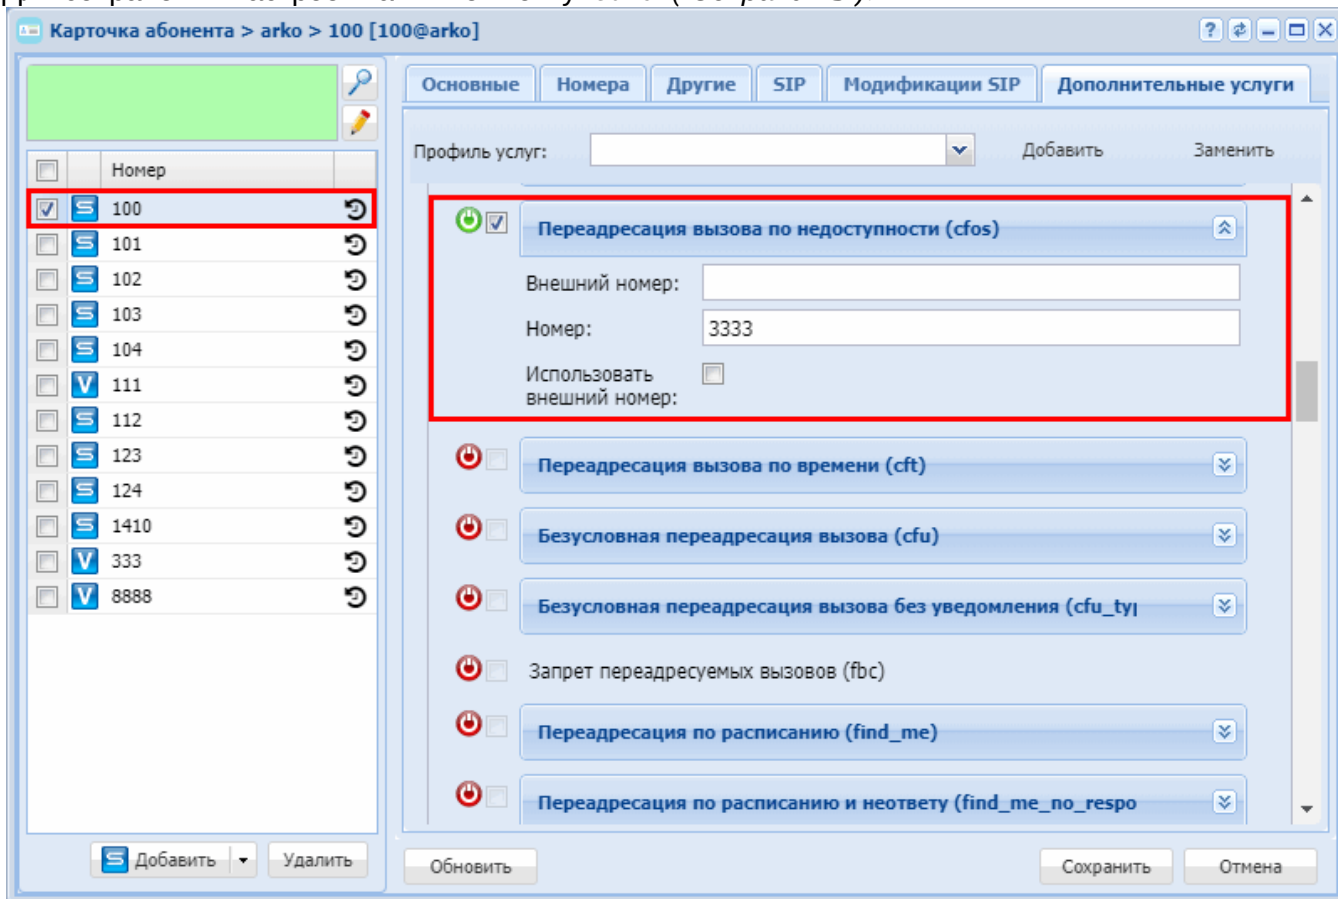 Карточка абонента > arko > 100 [100@arko]
Номер
100
101
102
103
104
111
112
123
124
1410
333
8888
Добавить
Удалить
Основные
Номера
Другие
SIP
Модификации SIP
Дополнительные услуги
Профиль услуг:
Добавить
Заменить
Переадресация вызова по недоступности (cfos)
Внешний номер:
Номер:
3333
Использовать
внешний номер:
Переадресация вызова по времени (cft)
Безусловная переадресация вызова (cfu)
Безусловная переадресация вызова без уведомления (cfu_ty
Запрет переадресуемых вызовов (fbc)
Переадресация по расписанию (find_me)
Переадресация по расписанию и неответу (find_me_no_respo
Обновить
Сохранить
Отмена